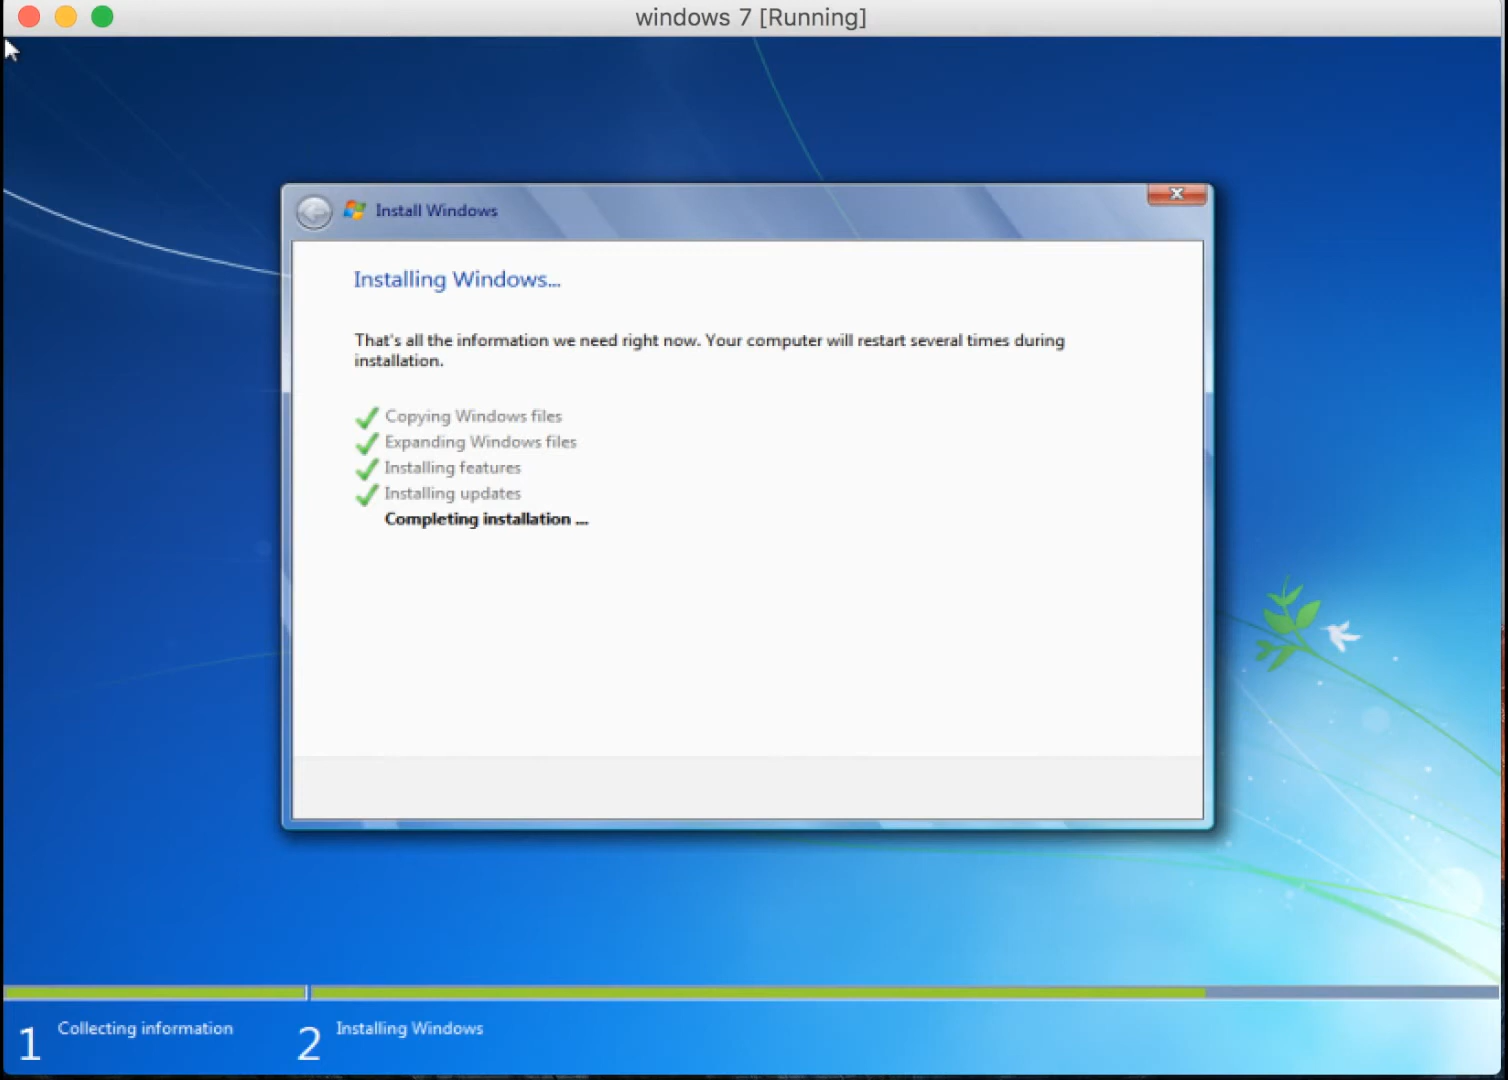 windows 7 [Running]
Install Windows
Installing Windows...
That's all the information we need right now. Your computer will restart several times during
installation.
Copying Windows files
Expanding Windows files
Installing features
Installing updates
Completing installation ...
1 Collecting information
2 Installing Windows